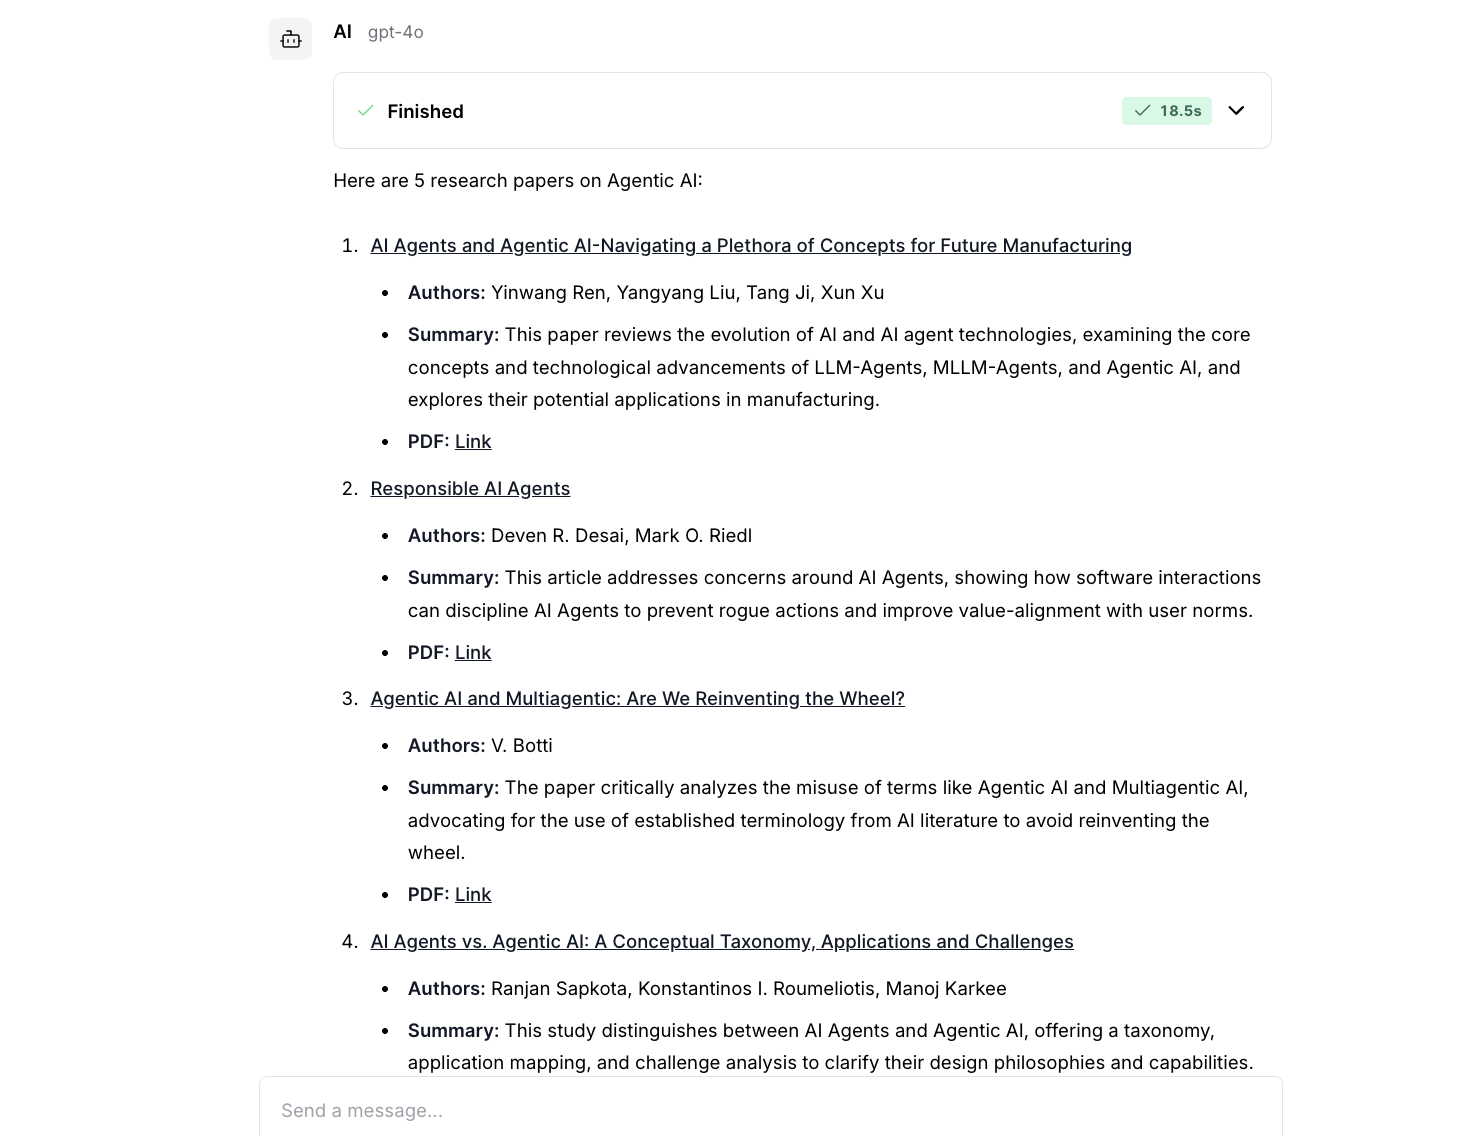 AI gpt-4o
Finished 18.5s
Here are 5 research papers on Agentic AI:
1. AI Agents and Agentic AI-Navigating a Plethora of Concepts for Future Manufacturing
• Authors: Yinwang Ren, Yangyang Liu, Tang Ji, Xun Xu
• Summary: This paper reviews the evolution of AI and AI agent technologies, examining the core
concepts and technological advancements of LLM-Agents, MLLM-Agents, and Agentic AI, and
explores their potential applications in manufacturing.
• PDF: Link
2. Responsible AI Agents
• Authors: Deven R. Desai, Mark O. Riedl
• Summary: This article addresses concerns around AI Agents, showing how software interactions
can discipline AI Agents to prevent rogue actions and improve value-alignment with user norms.
• PDF: Link
3. Agentic AI and Multiagentic: Are We Reinventing the Wheel?
• Authors: V. Botti
• Summary: The paper critically analyzes the misuse of terms like Agentic AI and Multiagentic AI,
advocating for the use of established terminology from AI literature to avoid reinventing the
wheel.
• PDF: Link
4. AI Agents vs. Agentic AI: A Conceptual Taxonomy, Applications and Challenges
• Authors: Ranjan Sapkota, Konstantinos I. Roumeliotis, Manoj Karkee
• Summary: This study distinguishes between AI Agents and Agentic AI, offering a taxonomy,
application mapping, and challenge analysis to clarify their design philosophies and capabilities.
Send a message...